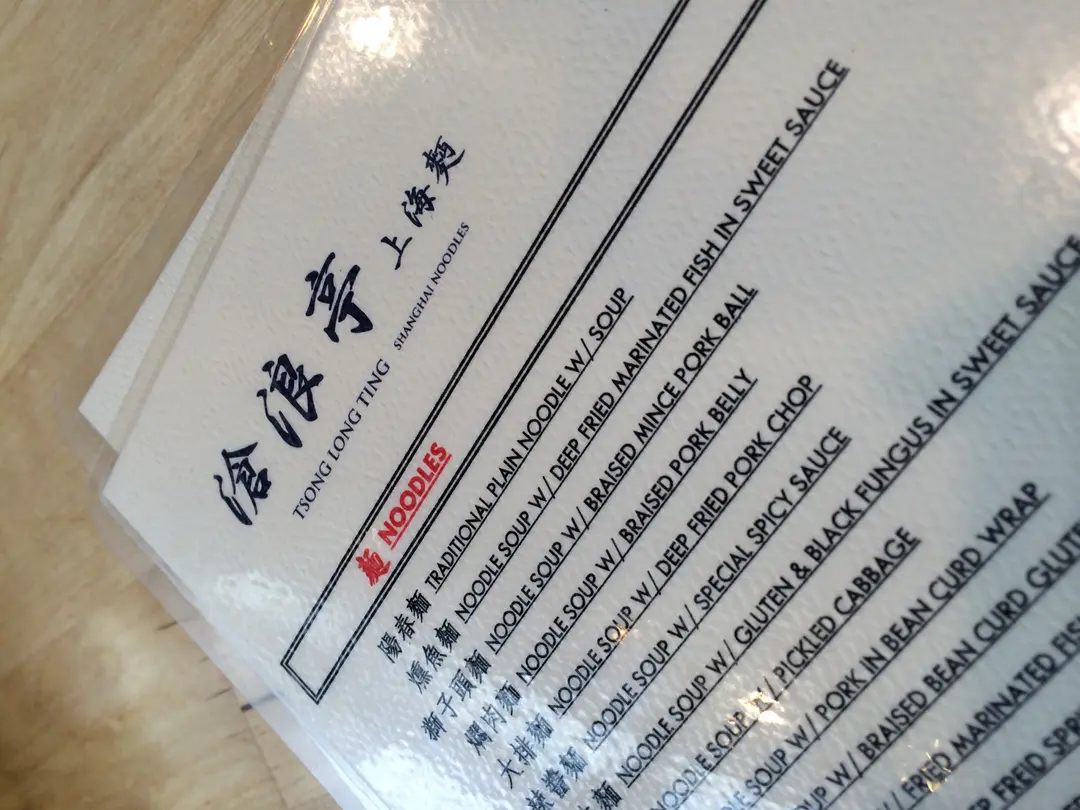 滄浪亭 上海麵
TSONG LONG TING SHANGHAI NOODLES
麵 NOODLES
陽春麵 TRADITIONAL PLAIN NOODLE W/ SOUP
燻魚麵 NOODLE SOUP W/ DEEP FRIED MARINATED FISH IN SWEET SAUCE
獅子頭麵 NOODLE SOUP W/ BRAISED MINCE PORK BALL
燜肉麵 NOODLE SOUP W/ BRAISED PORK BELLY
大排麵 NOODLE SOUP W/ DEEP FRIED PORK CHOP
辣醬麵 NOODLE SOUP W/ SPECIAL SPICY SAUCE
麵 NOODLE SOUP W/ GLUTEN & BLACK FUNGUS IN SWEET SAUCE
NOODLE SOUP W/ PICKLED CABBAGE
SOUP W/ PORK IN BEAN CURD WRAP
W/ BRAISED BEAN CURD GLUTE
W/ FRIED MARINATED FIS
FREID SPR